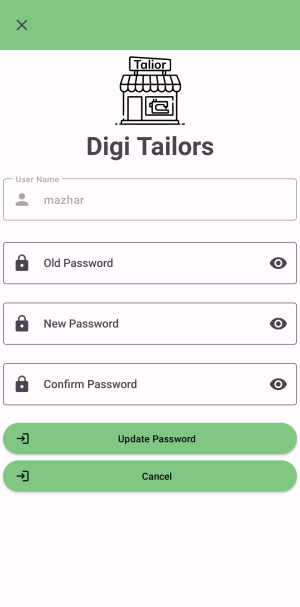 Talior
Digi Tailors
User Name
mazhar
Old Password
New Password
Confirm Password
Update Password
Cancel